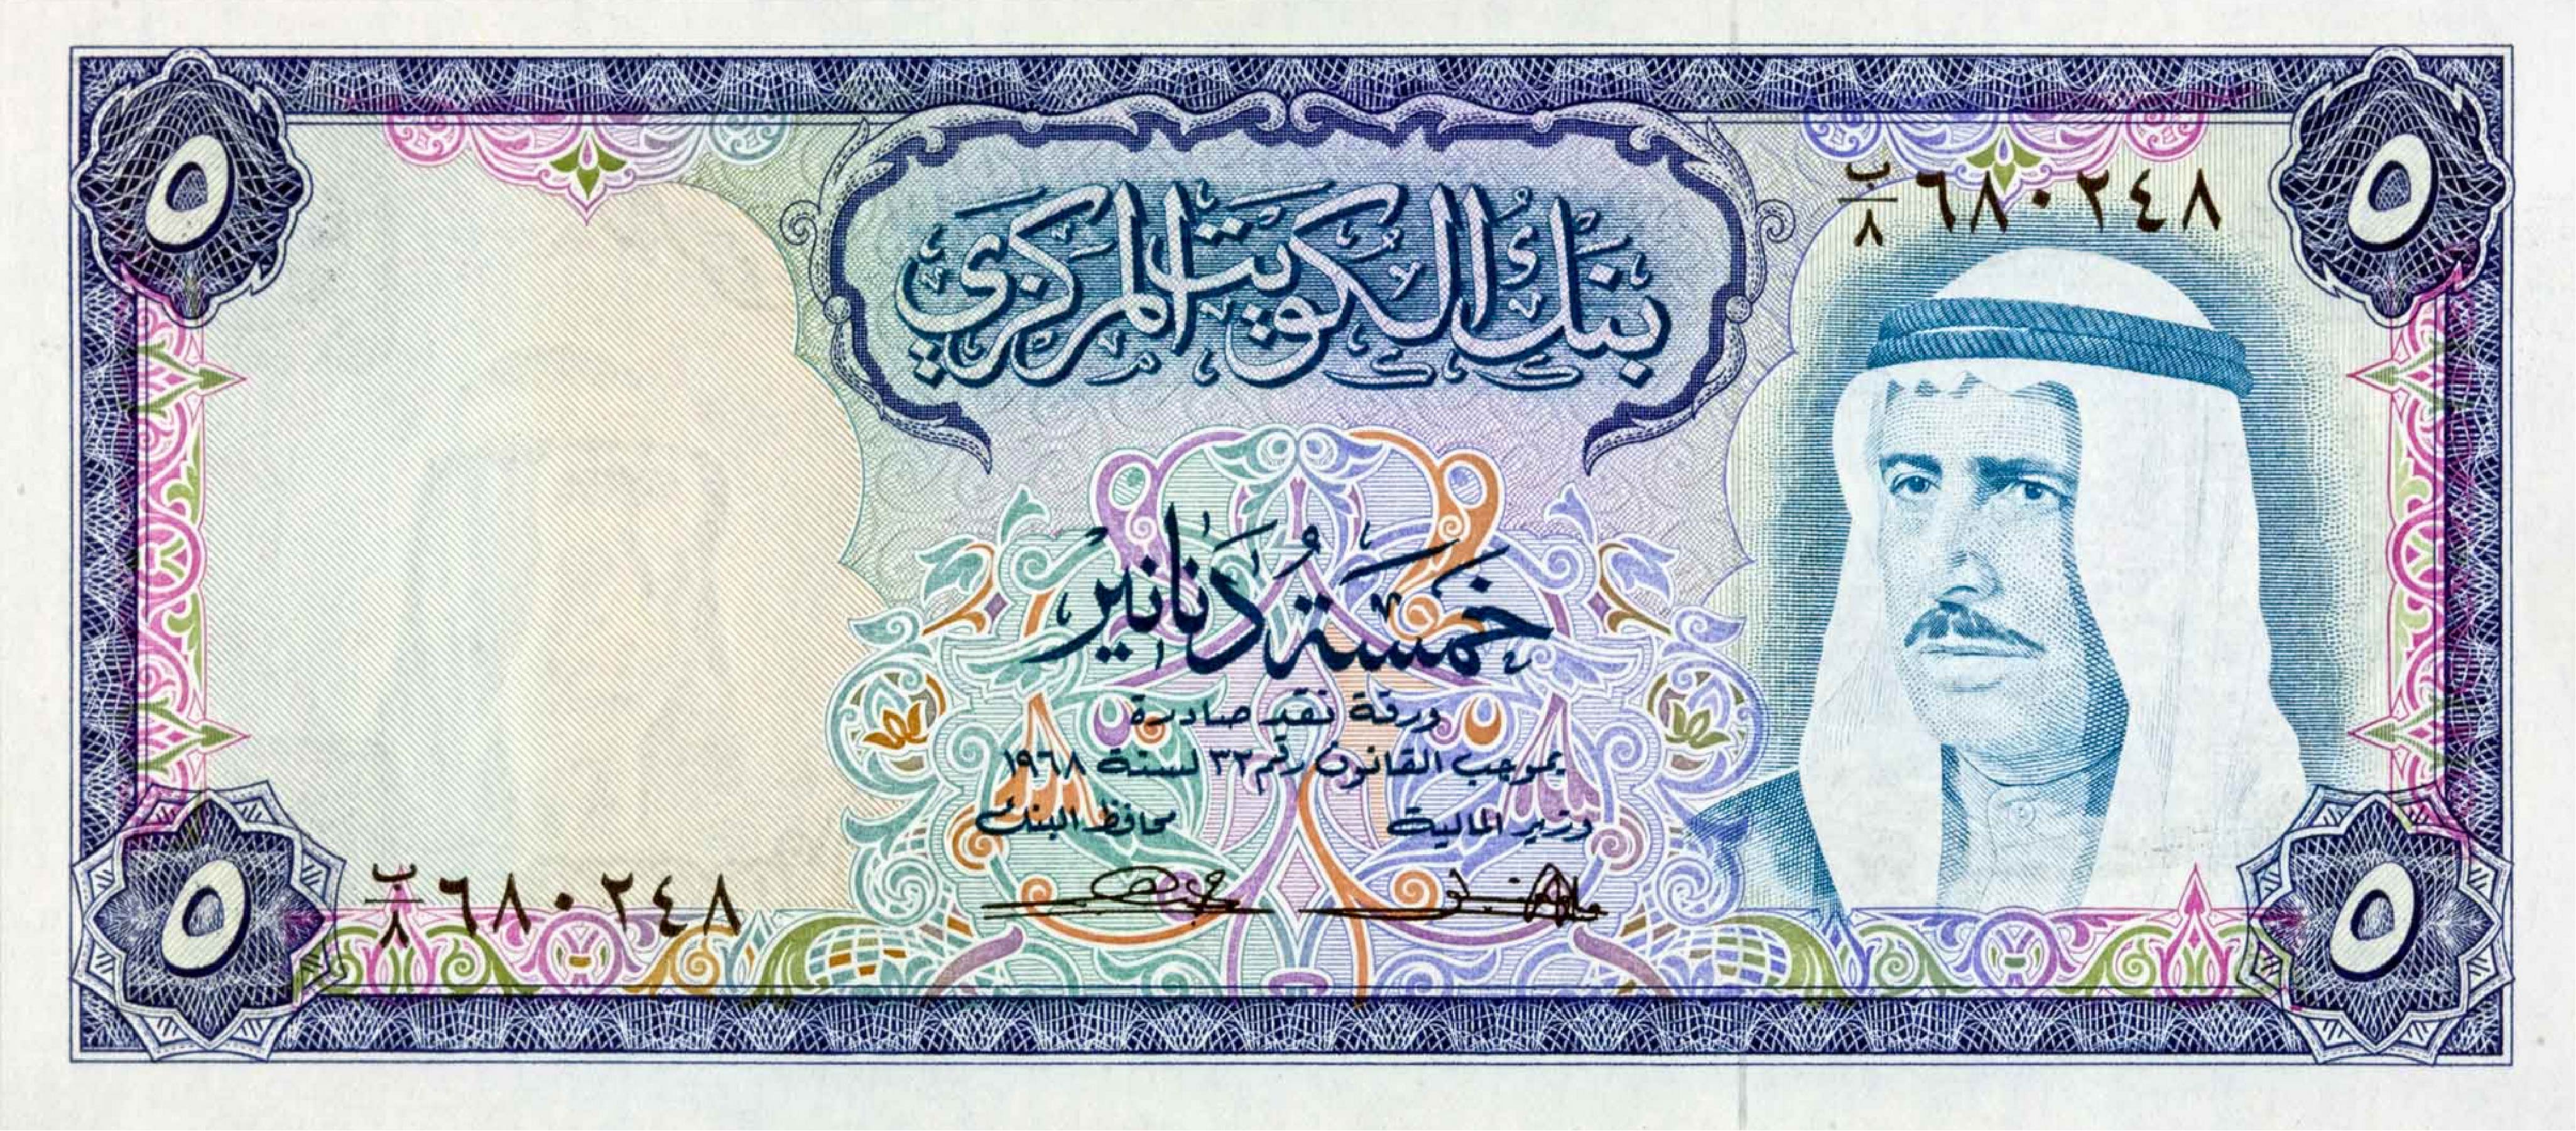 ٥
٥
ب/٨ ٦٨٠٢٤٨
بنك الكويت المركزي
خمسة دنانير
ورقة نقد صادرة
بموجب القانون رقم ٣٢ لسنة ١٩٦٨
وزير المالية
محافظ البنك
ب/٨ ٦٨٠٢٤٨
٥
٥